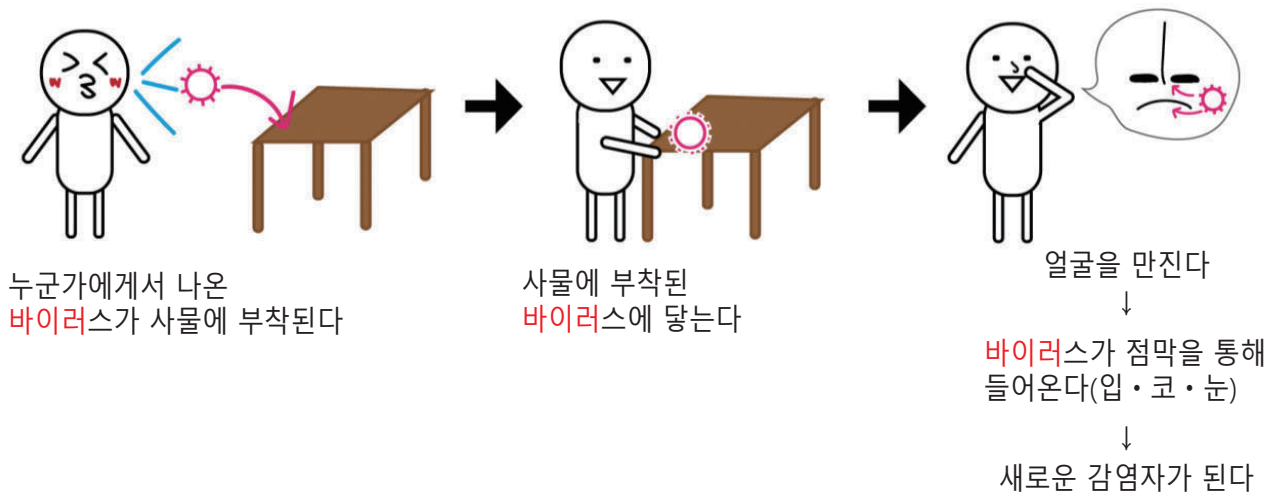 누군가에게서 나온
바이러스가 사물에 부착된다
사물에 부착된
바이러스에 닿는다
얼굴을 만진다
↓
바이러스가 점막을 통해
들어온다(입・코・눈)
↓
새로운 감염자가 된다